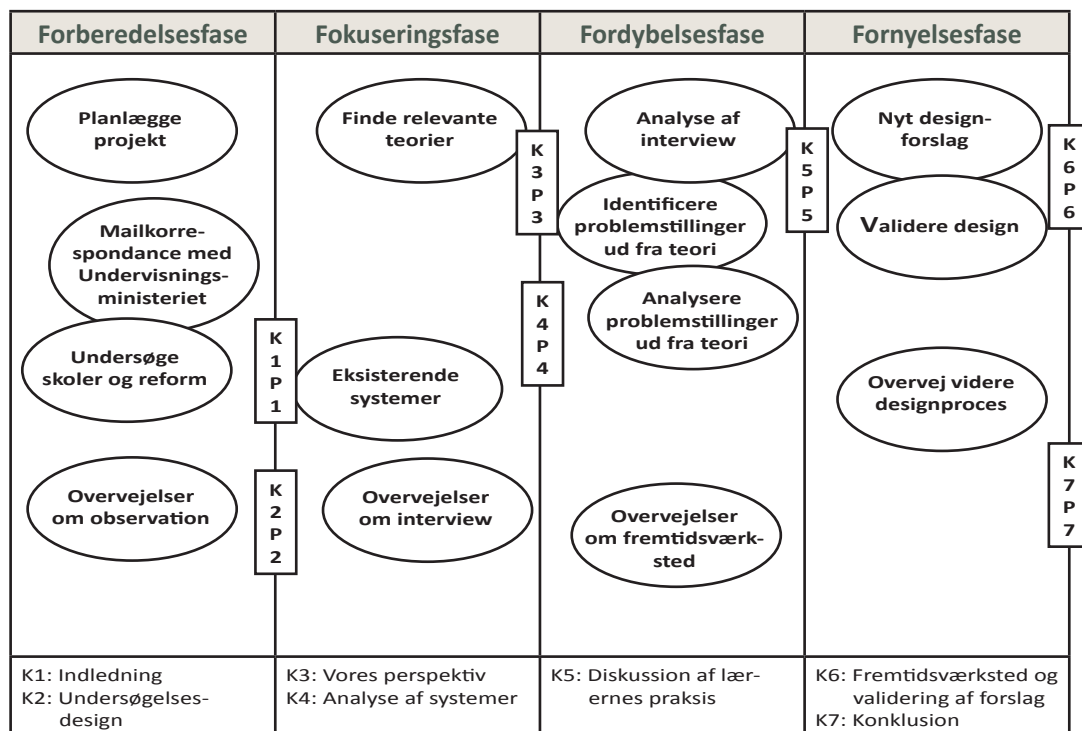 Forberedelsesfase
Fokuseringsfase
Fordybelsesfase
Fornyelsesfase
Planlægge
projekt
Mailkorre-
spondance med
Undervisnings-
ministeriet
Undersøge
skoler og reform
Overvejelser
om observation
K
1
P
1
K
2
P
2
Finde relevante
teorier
Eksisterende
systemer
Overvejelser
om interview
K
3
P
3
K
4
P
4
Analyse af
interview
Identificere
problemstillinger
ud fra teori
Analysere
problemstillinger
ud fra teori
Overvejelser
om fremtidsværk-
sted
K
5
P
5
Nyt design-
forslag
Validere design
Overvej videre
designproces
K
6
P
6
K
7
P
7
K1: Indledning
K2: Undersøgelses-
design
K3: Vores perspektiv
K4: Analyse af systemer
K5: Diskussion af lær-
ernes praksis
K6: Fremtidsværksted og
validering af forslag
K7: Konklusion